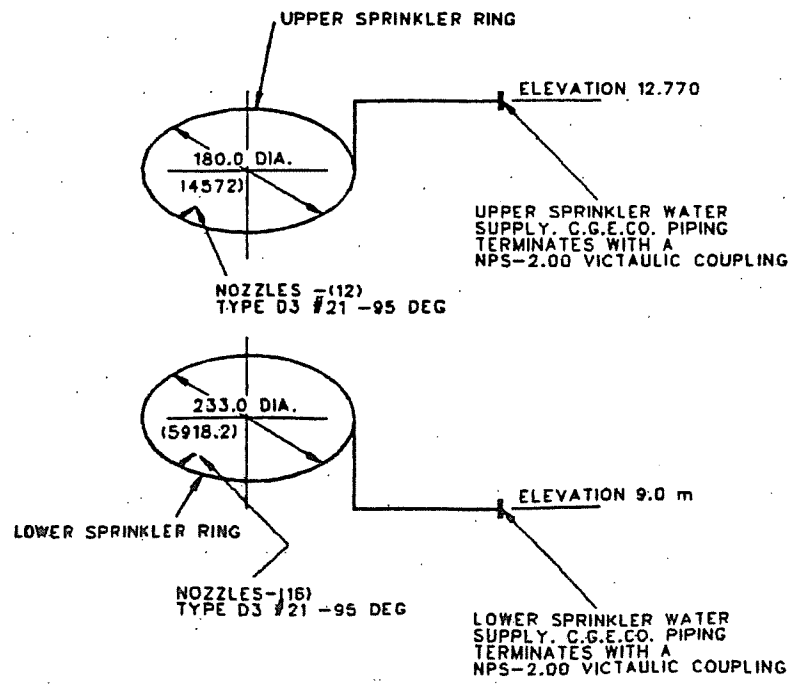 UPPER SPRINKLER RING
ELEVATION 12.770
180.0 DIA.
(4572)
UPPER SPRINKLER WATER
SUPPLY. C.G.E.CO. PIPING
TERMINATES WITH A
NPS-2.00 VICTAULIC COUPLING
NOZZLES -(12)
TYPE D3 #21 -95 DEG
233.0 DIA.
(5918.2)
ELEVATION 9.0 m
LOWER SPRINKLER RING
NOZZLES-(16)
TYPE D3 #21 -95 DEG
LOWER SPRINKLER WATER
SUPPLY. C.G.E.CO. PIPING
TERMINATES WITH A
NPS-2.00 VICTAULIC COUPLING